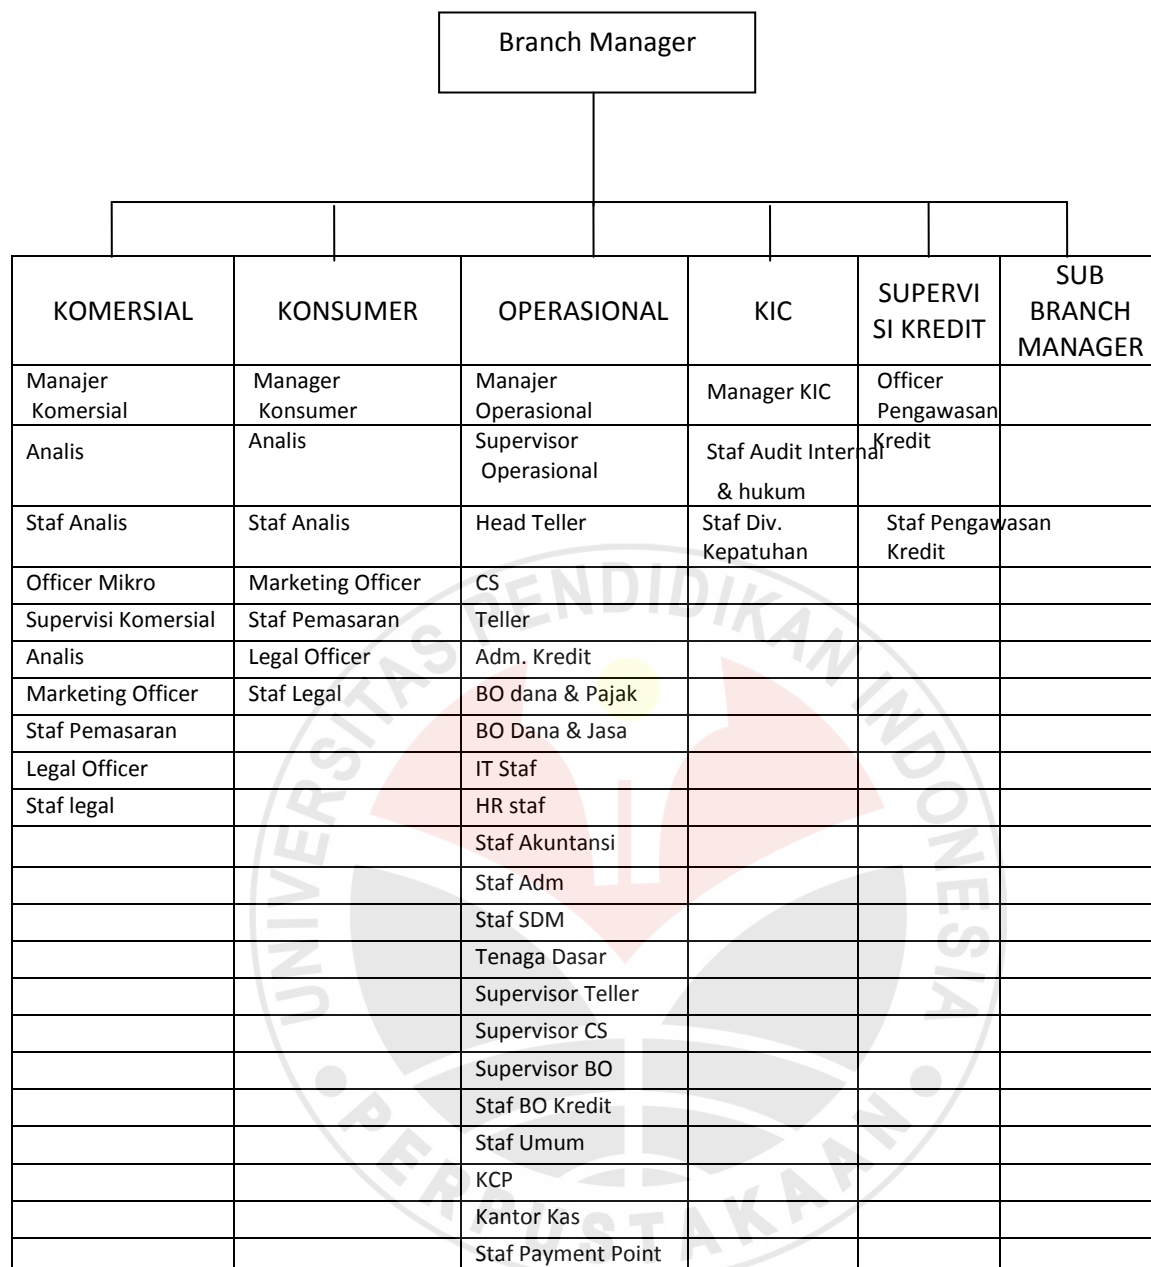 Branch Manager
KOMERSIAL
KONSUMER
OPERASIONAL
KIC
SUPERVI
SI KREDIT
SUB
BRANCH
MANAGER
Manajer
Komersial
Manager
Konsumer
Manajer
Operasional
Manager KIC
Officer
Pengawasan
Kredit
Analis
Analis
Supervisor
Operasional
Staf Audit Internal
& hukum
Staf Analis
Staf Analis
Head Teller
Staf Div.
Kepatuhan
Staf Pengawasan
Kredit
Officer Mikro
Marketing Officer
CS
Supervisi Komersial
Staf Pemasaran
Teller
Analis
Legal Officer
Adm. Kredit
Marketing Officer
Staf Legal
BO dana & Pajak
Staf Pemasaran
BO Dana & Jasa
Legal Officer
IT Staf
Staf legal
HR staf
Staf Akuntansi
Staf Adm
Staf SDM
Tenaga Dasar
Supervisor Teller
Supervisor CS
Supervisor BO
Staf BO Kredit
Staf Umum
KCP
Kantor Kas
Staf Payment Point
UNIVERSITAS PENDIDIKAN INDONESIA
PERPUSTAKAAN